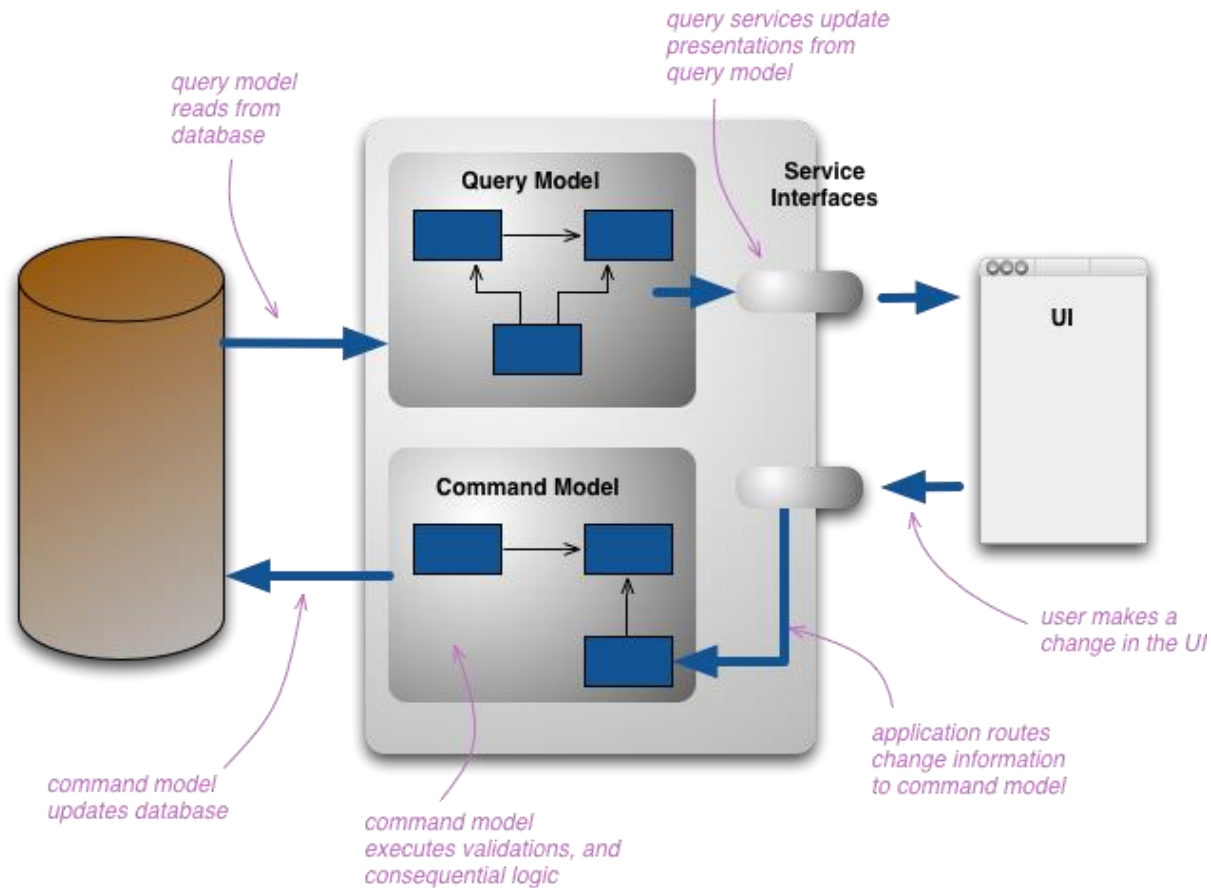 query services update
presentations from
query model
query model
reads from
database
Query Model
Service
Interfaces
UI
Command Model
user makes a
change in the UI
application routes
change information
to command model
command model
updates database
command model
executes validations, and
consequential logic